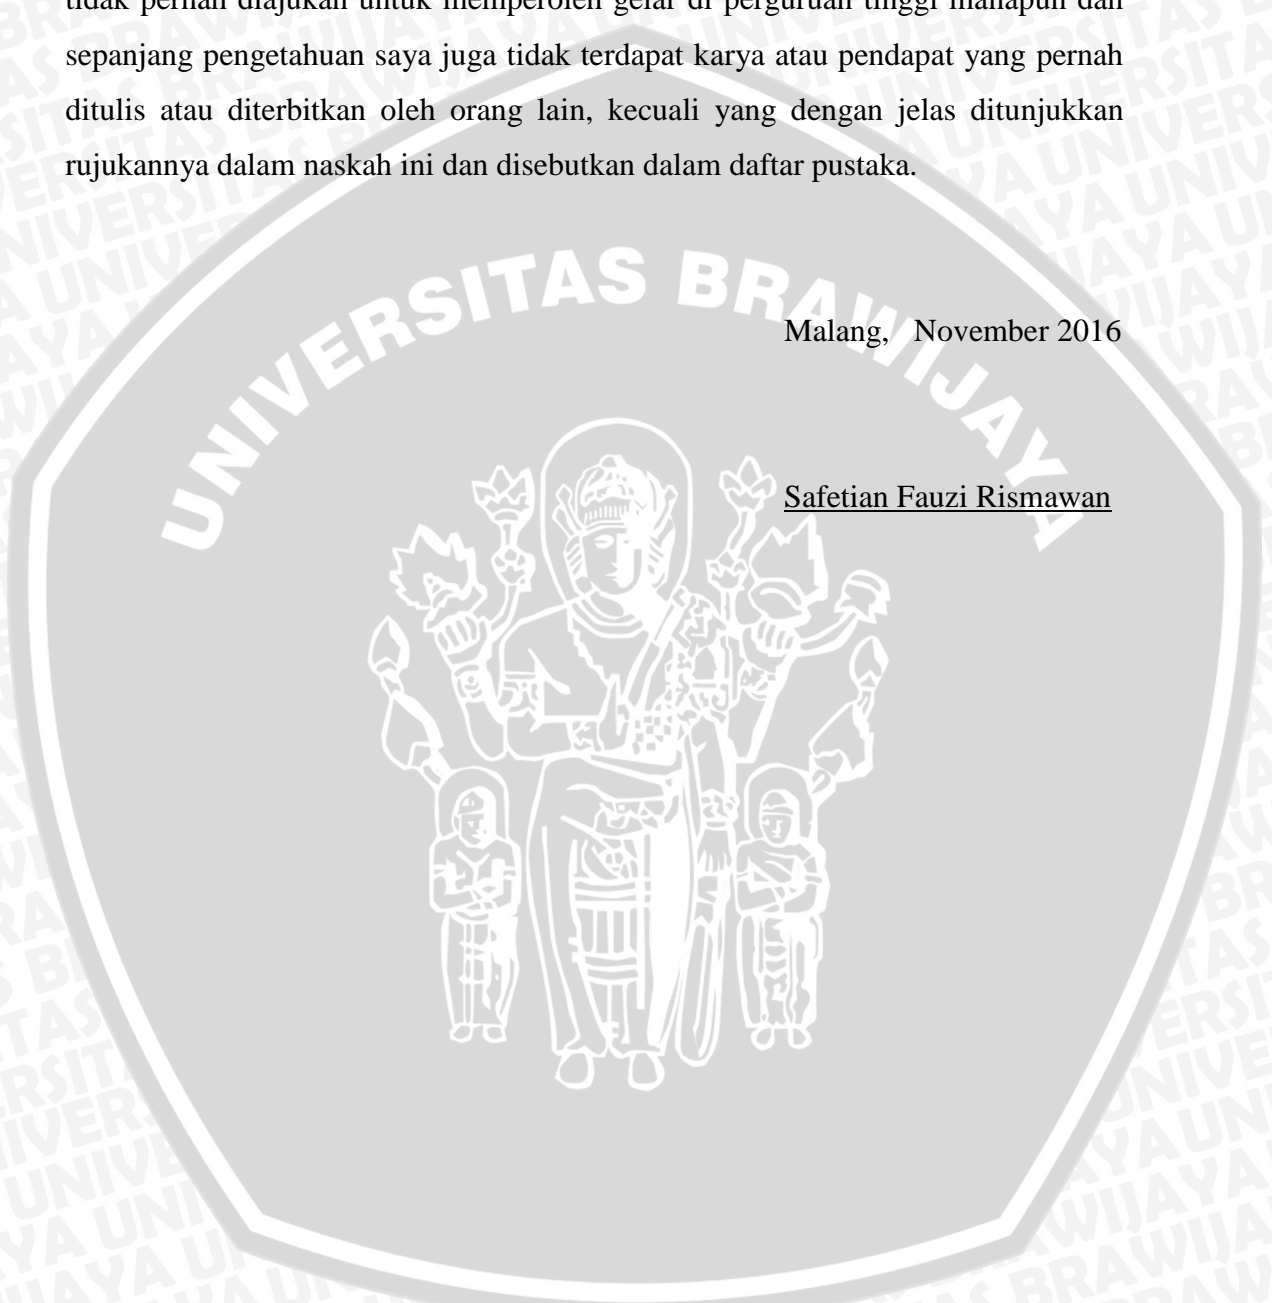 tidak pernah diajukan untuk memperoleh gelar di perguruan tinggi manapun dan
sepanjang pengetahuan saya juga tidak terdapat karya atau pendapat yang pernah
ditulis atau diterbitkan oleh orang lain, kecuali yang dengan jelas ditunjukkan
rujukannya dalam naskah ini dan disebutkan dalam daftar pustaka.
UNIVERSITAS BRAWIJAYA
Malang, November 2016
Safetian Fauzi Rismawan